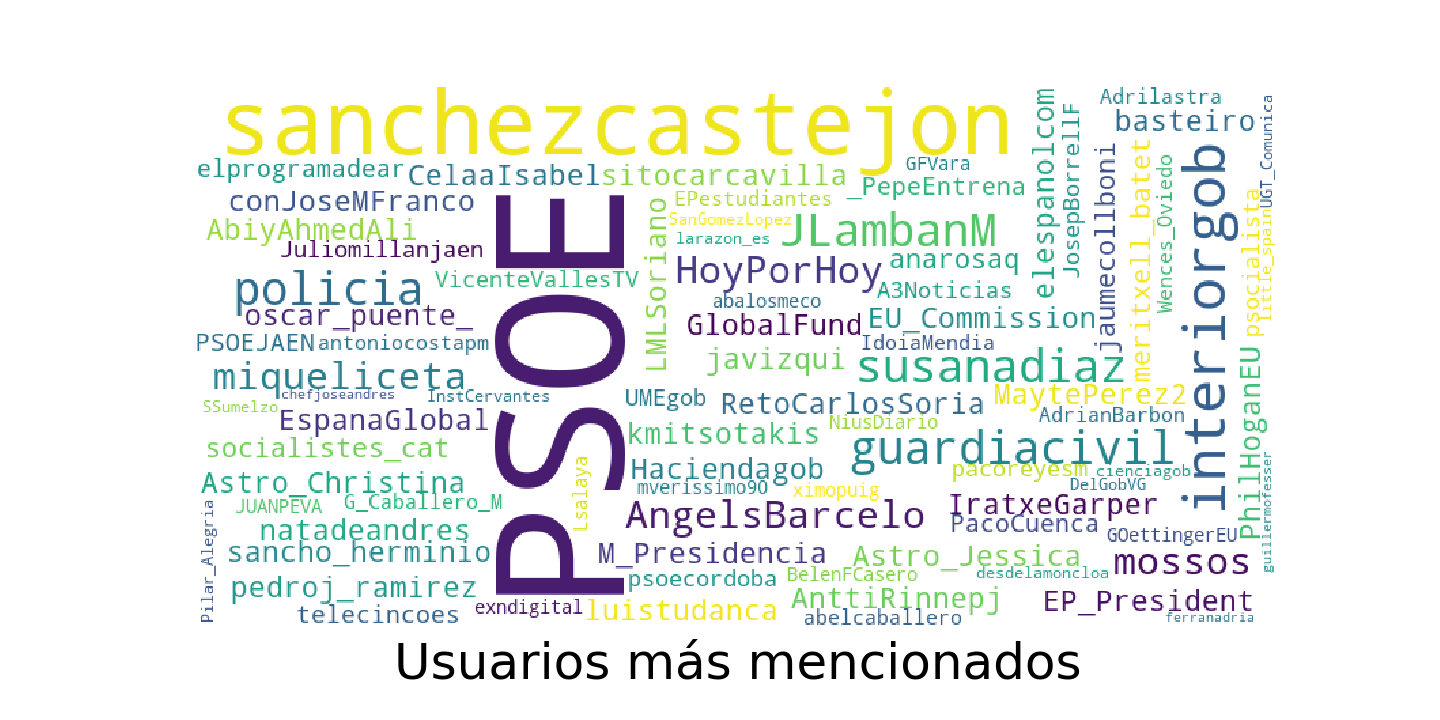 sanchezcastejon
Adrilastra
basteiro
UGT_Comunica
elespanolcom
JosepBorrellF
jaumecollboni
meritxell_batet
Wences_Oviedo
interiorgob
psocialista
little_spain
elprogramadear
CelaaIsabel
sitocarcavilla
GFVara
_PepeEntrena
conJoseMFranco
EPestudiantes
AbiyAhmedAli
SanGomezLopez
JLambanM
Juliomillanjaen
larazon_es
PSOE
LMLSoriano
HoyPorHoy
anarosaq
policia
VicenteVallesTV
A3Noticias
abalosmeco
oscar_puente_
GlobalFund
EU_Commission
PSOEJAEN
antoniocostapm
IdoiaMendia
javizqui
susanadiaz
miqueliceta
chefjoseandres
InstCervantes
UMEgob
RetoCarlosSoria
MaytePerez2
PhilHoganEU
SSumelzo
EspanaGlobal
AdrianBarbon
NiusDiario
kmitsotakis
socialistes_cat
guardiacivil
Haciendagob
pacoreyesm
cienciagob
Astro_Christina
Lsalaya
mverissimo90
ximopuig
DelGobVG
guillermofesser
JUANPEVA
G_Caballero_M
IratxeGarper
Pilar_Alegria
natadeandres
AngelsBarcelo
PacoCuenca
GOettingerEU
sancho_herminio
M_Presidencia
Astro_Jessica
mossos
pedroj_ramirez
psoecordoba
BelenFCasero
desdelamoncloa
AnttiRinnepj
EP_President
telecincoes
exndigital
luistudanca
abelcaballero
ferranadria
Usuarios más mencionados